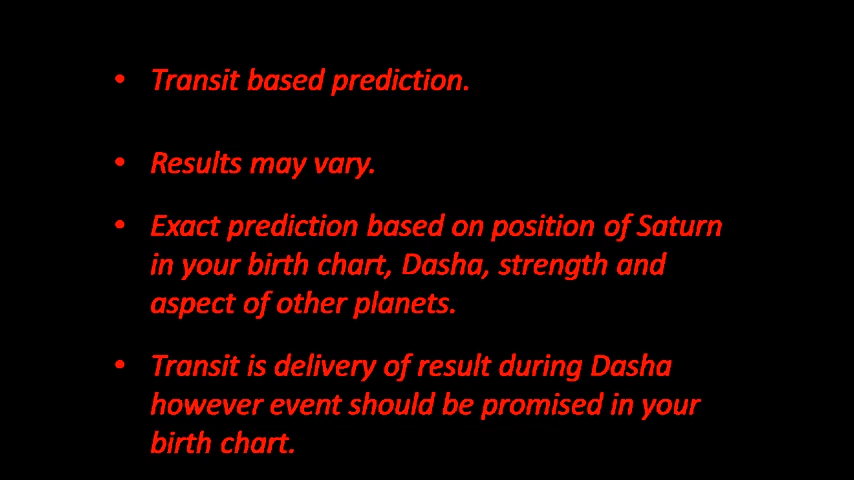 • Transit based prediction.
• Results may vary.
• Exact prediction based on position of Saturn
in your birth chart, Dasha, strength and
aspect of other planets.
• Transit is delivery of result during Dasha
however event should be promised in your
birth chart.